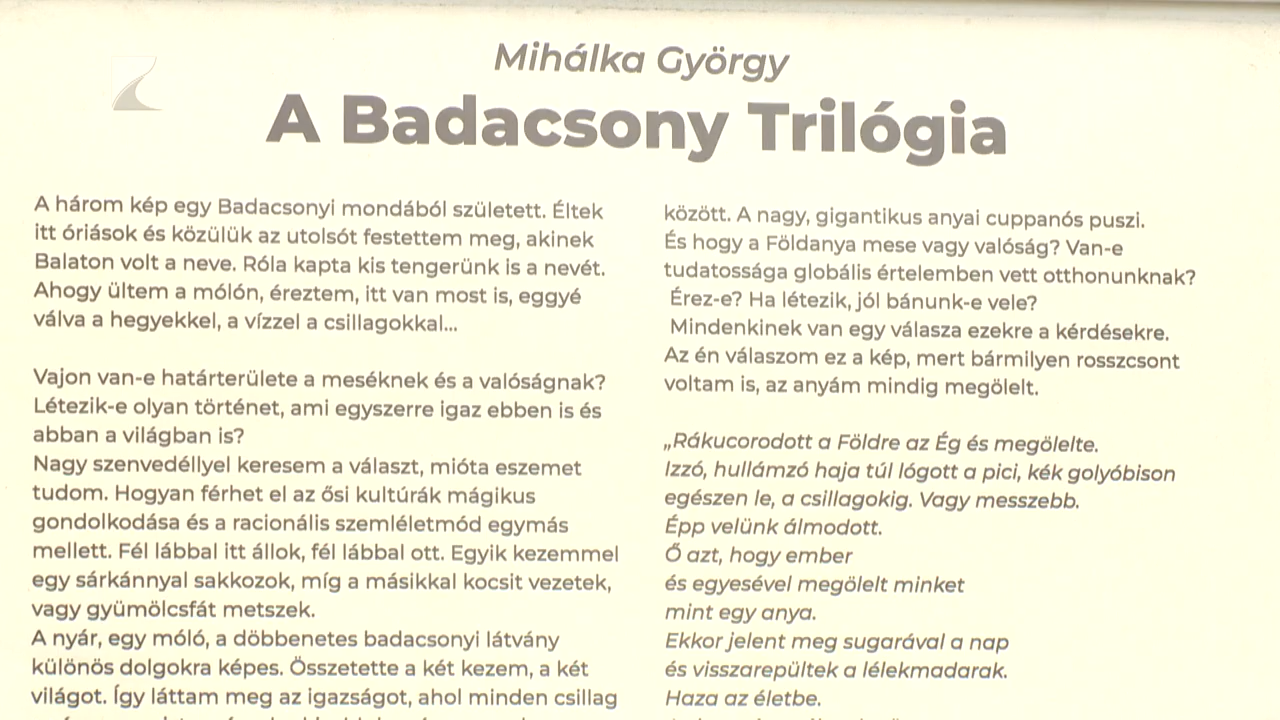 Mihálka György
A Badacsony Trilógia
A három kép egy Badacsonyi mondából született. Éltek
itt óriások és közülük az utolsót festettem meg, akinek
Balaton volt a neve. Róla kapta kis tengerünk is a nevét.
Ahogy ültem a mólón, éreztem, itt van most is, eggyé
válva a hegyekkel, a vízzel a csillagokkal...
Vajon van-e határterülete a meséknek és a valóságnak?
Létezik-e olyan történet, ami egyszerre igaz ebben is és
abban a világban is?
Nagy szenvedéllyel keresem a választ, mióta eszemet
tudom. Hogyan férhet el az ősi kultúrák mágikus
gondolkodása és a racionális szemléletmód egymás
mellett. Fél lábbal itt állok, fél lábbal ott. Egyik kezemmel
egy sárkánnyal sakkozok, míg a másikkal kocsit vezetek,
vagy gyümölcsfát metszek.
A nyár, egy móló, a döbbenetes badacsonyi látvány
különös dolgokra képes. Összetette a két kezem, a két
világot. Így láttam meg az igazságot, ahol minden csillag
között. A nagy, gigantikus anyai cuppanós puszi.
És hogy a Földanya mese vagy valóság? Van-e
tudatossága globális értelemben vett otthonunknak?
Érez-e? Ha létezik, jól bánunk-e vele?
Mindenkinek van egy válasza ezekre a kérdésekre.
Az én válaszom ez a kép, mert bármilyen rosszcsont
voltam is, az anyám mindig megölelt.
„Rákucorodott a Földre az Ég és megölelte.
Izzó, hullámzó haja túl lógott a pici, kék golyóbison
egészen le, a csillagokig. Vagy messzebb.
Épp velünk álmodott.
Ő azt, hogy ember
és egyesével megölelt minket
mint egy anya.
Ekkor jelent meg sugarával a nap
és visszarepültek a lélekmadarak.
Haza az életbe.